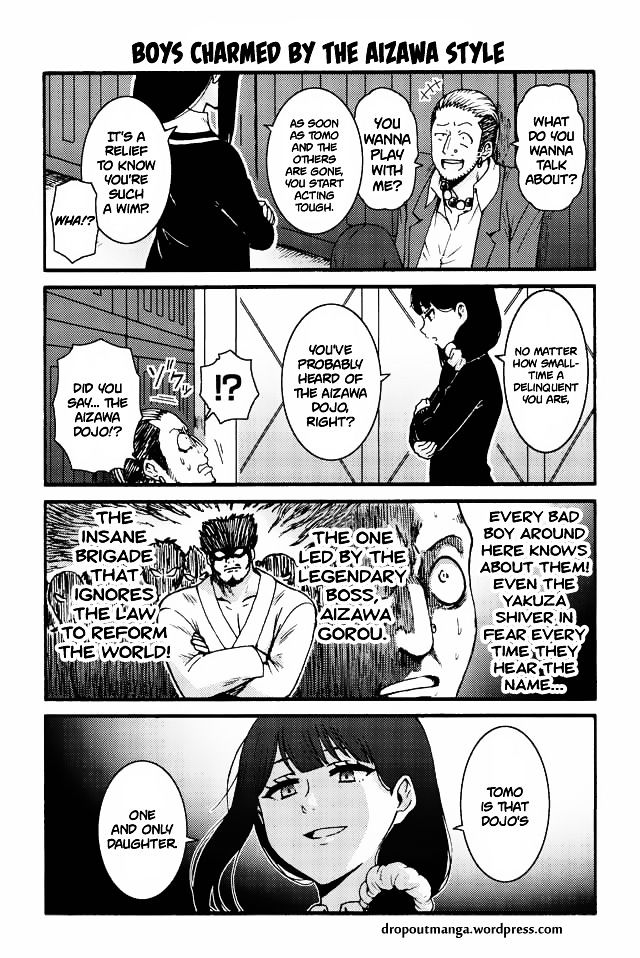 BOYS CHARMED BY THE AIZAWA STYLE
WHAT
DO YOU
WANNA
TALK
ABOUT?
YOU
WANNA
PLAY
WITH
ME?
AS SOON
AS TOMO
AND THE
OTHERS
ARE GONE,
YOU START
ACTING
TOUGH.
IT'S A
RELIEF
TO KNOW
YOU'RE
SUCH
A WIMP.
WHA!?
NO MATTER
HOW SMALL-
TIME A
DELINQUENT
YOU ARE,
YOU'VE
PROBABLY
HEARD OF
THE AIZAWA
DOJO,
RIGHT?
!?
ゾクッ
DID YOU
SAY... THE
AIZAWA
DOJO!?
EVERY BAD
BOY AROUND
HERE KNOWS
ABOUT THEM!
EVEN THE
YAKUZA
SHIVER IN
FEAR EVERY
TIME THEY
HEAR THE
NAME...
THE ONE
LED BY THE
LEGENDARY
BOSS,
AIZAWA
GOROU.
THE
INSANE
BRIGADE
THAT
IGNORES
THE LAW
TO REFORM
THE WORLD!
TOMO
IS THAT
DOJO'S
ONE
AND ONLY
DAUGHTER.
dropoutmanga.wordpress.com